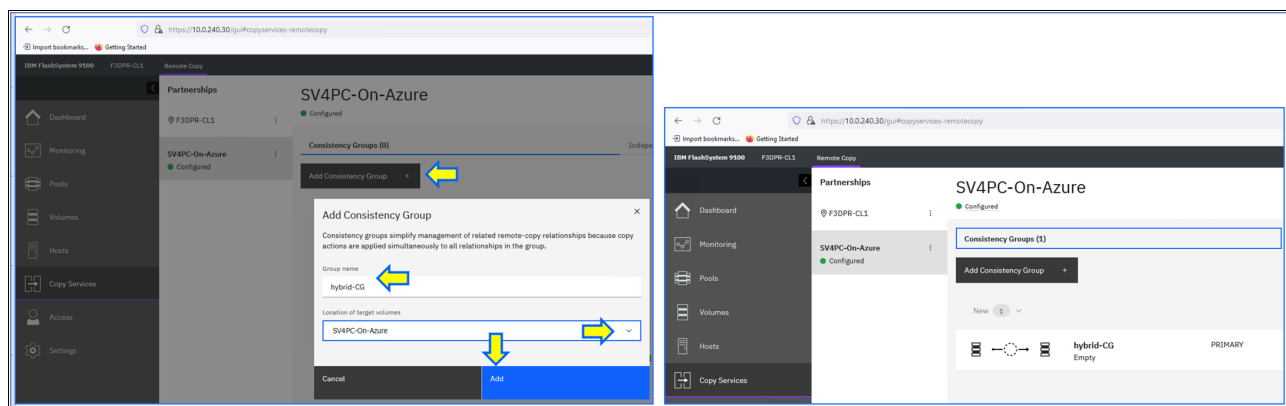 https://10.0.240.30/gui#copyservices-remotecopy
Import bookmarks... Getting Started
IBM FlashSystem 9100 F3DPR-CL1 Remote Copy
Partnerships
F3DPR-CL1
SV4PC-On-Azure
Configured
Dashboard
Monitoring
Pools
Volumes
Hosts
Copy Services
Access
Settings
SV4PC-On-Azure
Configured
Consistency Groups (0) Indepe
Add Consistency Group +
Add Consistency Group
Consistency groups simplify management of related remote-copy relationships because copy
actions are applied simultaneously to all relationships in the group.
Group name
hybrid-CG
Location of target volumes
SV4PC-On-Azure
Cancel Add
https://10.0.240.30/gui#copyservices-remotecopy
Import bookmarks... Getting Started
IBM FlashSystem 9100 F3DPR-CL1 Remote Copy
Dashboard
Monitoring
Pools
Volumes
Hosts
Copy Services
Partnerships
F3DPR-CL1
SV4PC-On-Azure
Configured
SV4PC-On-Azure
Configured
Consistency Groups (1)
Add Consistency Group +
New 1
hybrid-CG PRIMARY
Empty